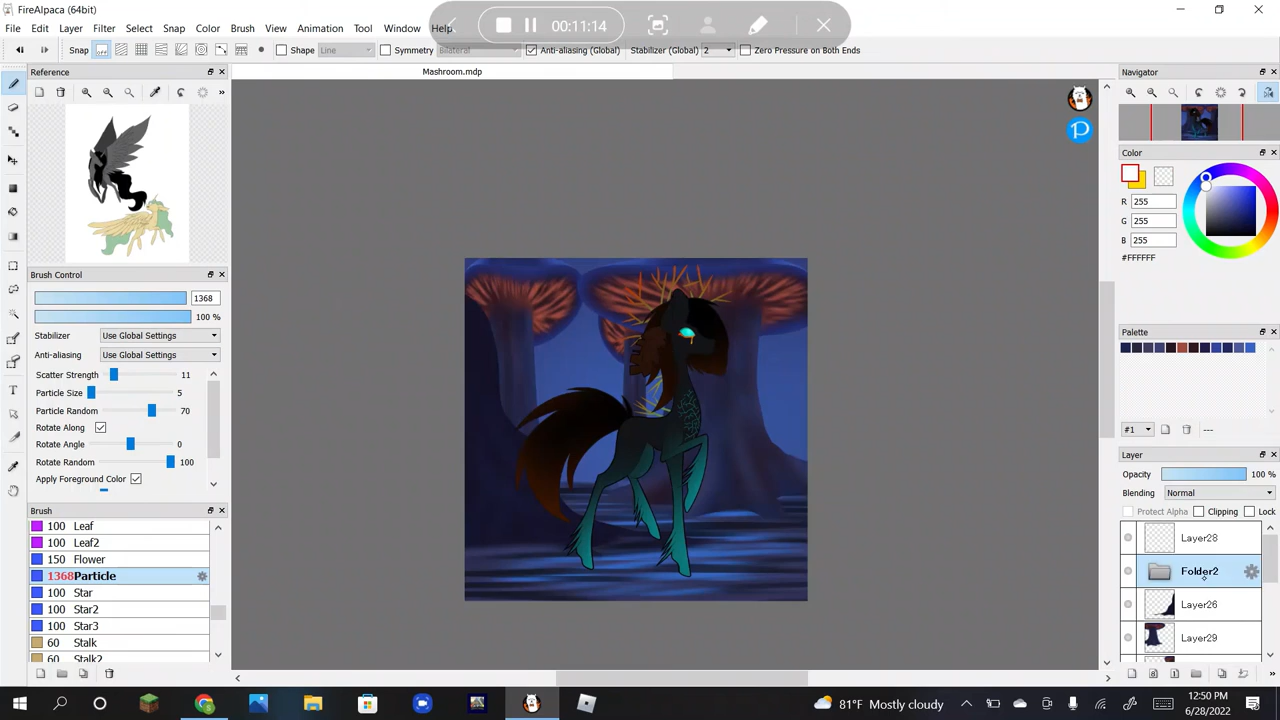 FireAlpaca (64bit)
00:11:14
File Edit Layer Filter Select Snap Color Brush View Animation Tool Window Help
Snap Shape Line Symmetry Bilateral Anti-aliasing (Global) Stabilizer (Global) 2 Zero Pressure on Both Ends
Reference
Mashroom.mdp
Navigator
Color
R 255
G 255
B 255
#FFFFFF
Brush Control
1368
100 %
Stabilizer Use Global Settings
Anti-aliasing Use Global Settings
Scatter Strength 11
Particle Size 5
Particle Random 70
Rotate Along
Rotate Angle 0
Rotate Random 100
Apply Foreground Color
Palette
#1 ---
Layer
Opacity 100 %
Blending Normal
Protect Alpha Clipping Lock
Layer28
Folder2
Layer26
Layer29
Brush
100 Leaf
100 Leaf2
150 Flower
1368 Particle
100 Star
100 Star2
100 Star3
60 Stalk
60 Stalk2
81°F Mostly cloudy
12:50 PM
6/28/2022